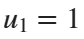 u₁ = 1